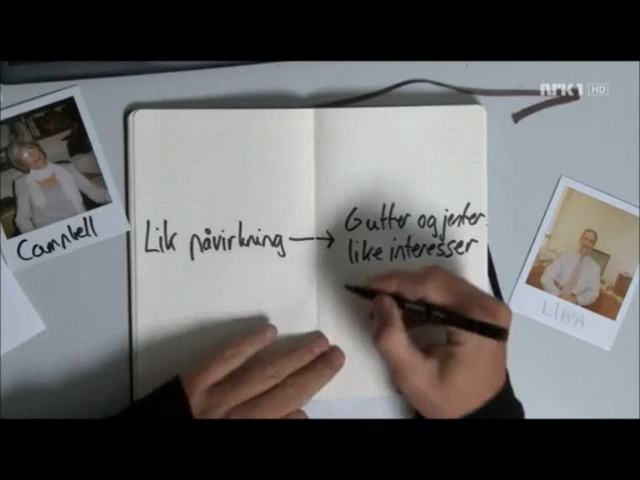 nrk1 HD
Campbell
Lik påvirkning → Gutter og jenter
like interesser
LIPPA